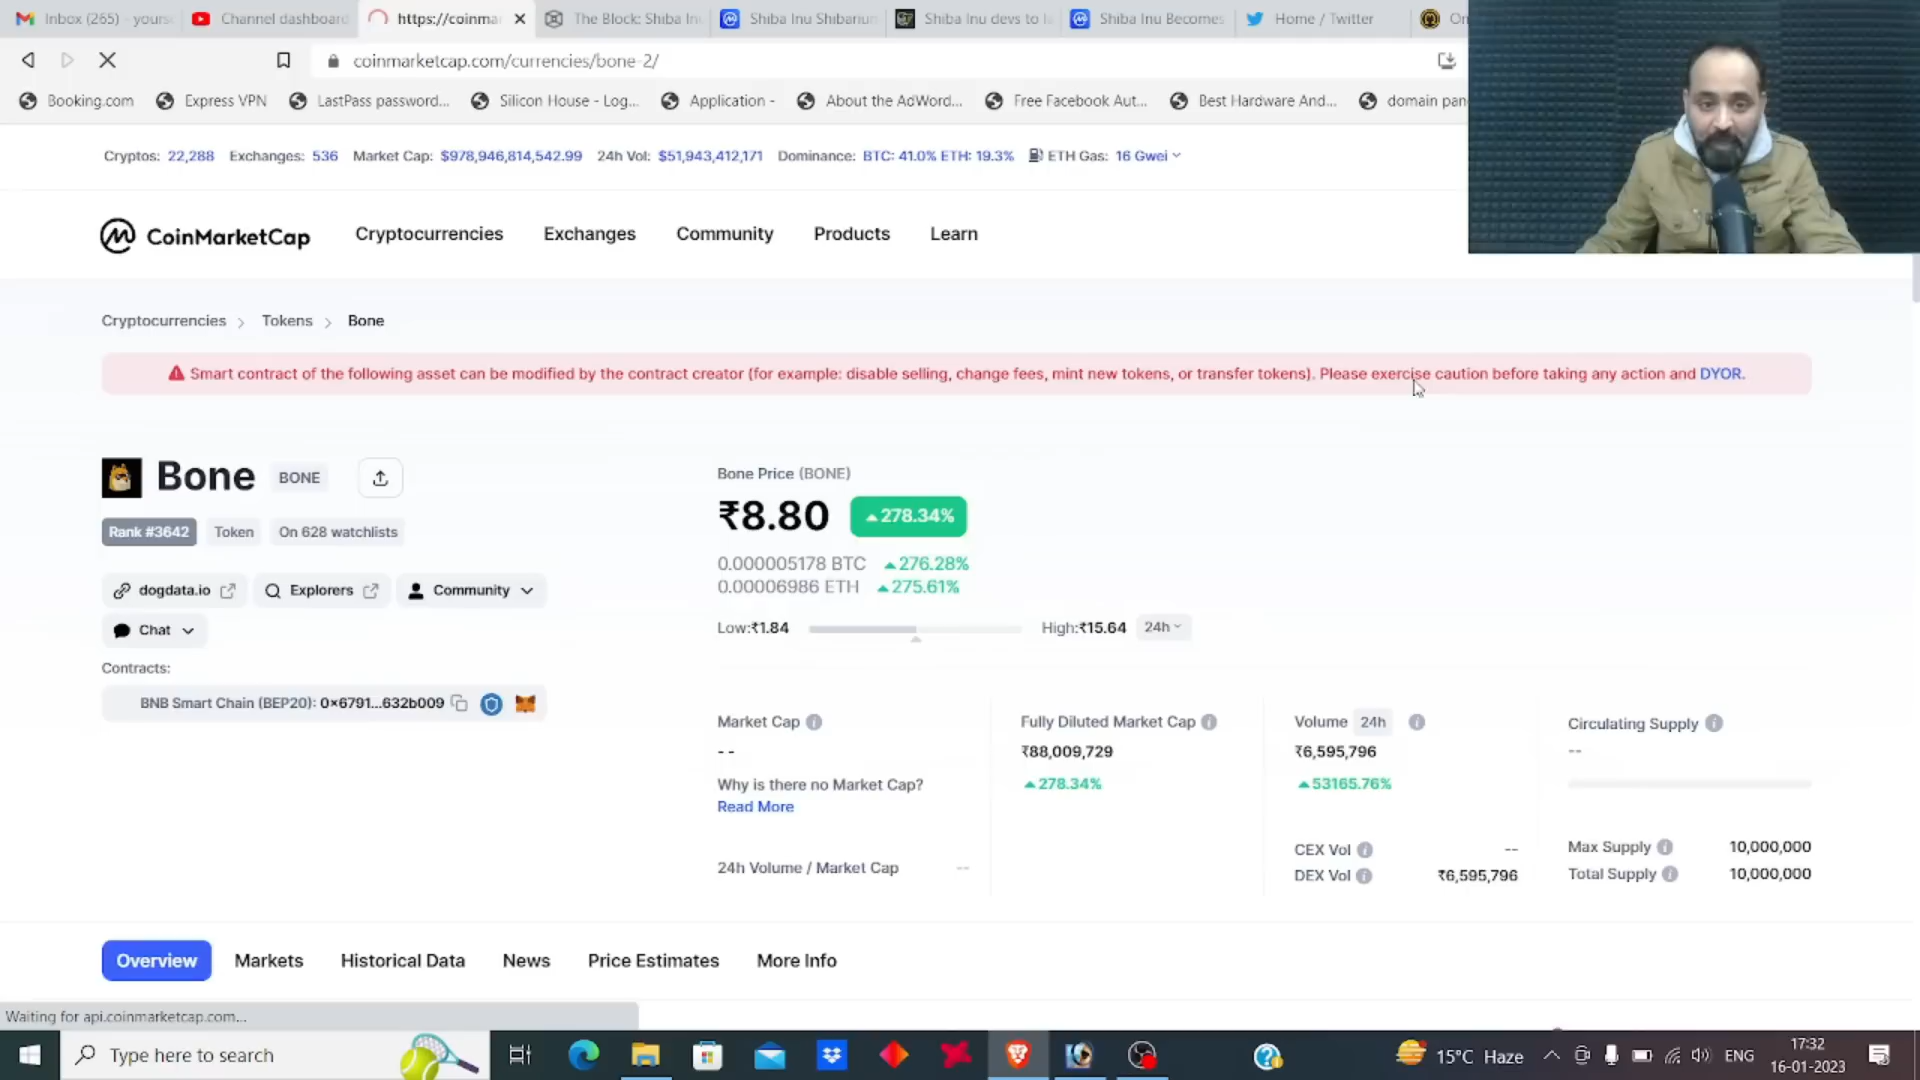 Inbox (265) - yours
Channel dashboard
https://coinma
The Block: Shiba In
Shiba Inu Shibarium
Shiba Inu devs to l
Shiba Inu Becomes
Home / Twitter
coinmarketcap.com/currencies/bone-2/
Booking.com
Express VPN
LastPass password...
Silicon House - Log...
Application -
About the AdWord...
Free Facebook Aut...
Best Hardware And...
domain pan
Cryptos: 22,288 Exchanges: 536 Market Cap: $978,946,814,542.99 24h Vol: $51,943,412,171 Dominance: BTC: 41.0% ETH: 19.3% ETH Gas: 16 Gwei
CoinMarketCap
Cryptocurrencies
Exchanges
Community
Products
Learn
Cryptocurrencies > Tokens > Bone
Smart contract of the following asset can be modified by the contract creator (for example: disable selling, change fees, mint new tokens, or transfer tokens). Please exercise caution before taking any action and DYOR.
Bone BONE
Rank #3642 Token On 628 watchlists
dogdata.io Explorers Community
Chat
Contracts:
BNB Smart Chain (BEP20): 0x6791...632b009
Bone Price (BONE)
₹8.80 278.34%
0.000005178 BTC 276.28%
0.00006986 ETH 275.61%
Low:₹1.84 High:₹15.64 24h
Market Cap
--
Why is there no Market Cap?
Read More
24h Volume / Market Cap --
Fully Diluted Market Cap
₹88,009,729
278.34%
Volume 24h
₹6,595,796
53165.76%
CEX Vol --
DEX Vol ₹6,595,796
Circulating Supply
--
Max Supply 10,000,000
Total Supply 10,000,000
Overview
Markets
Historical Data
News
Price Estimates
More Info
Waiting for api.coinmarketcap.com...
Type here to search
15°C Haze
ENG
17:32
16-01-2023